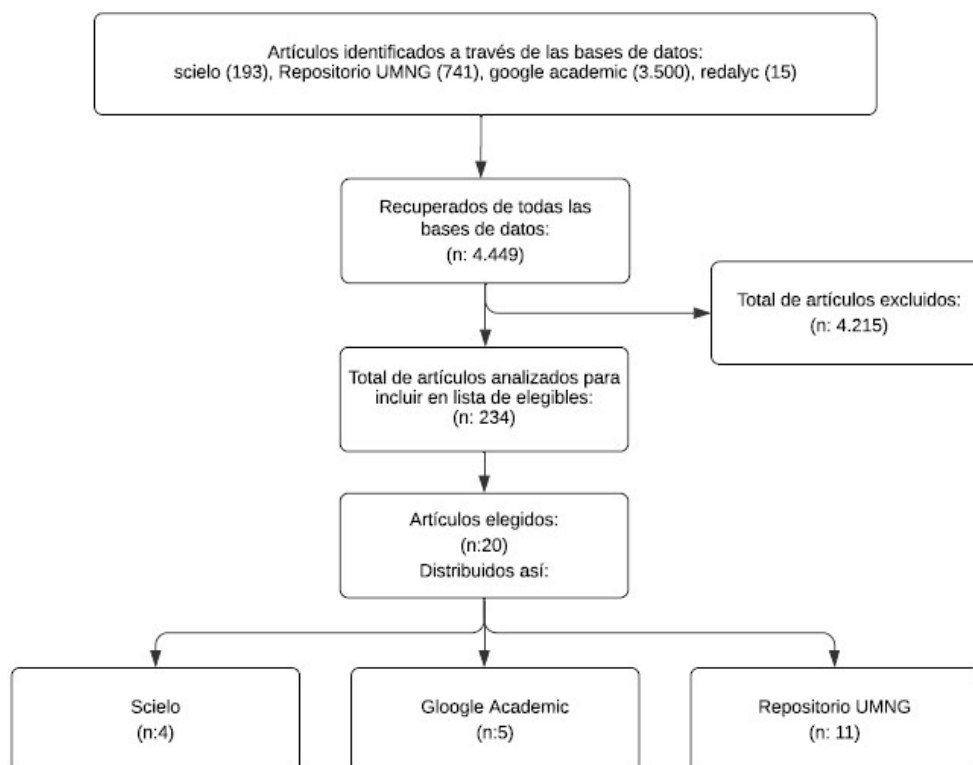 Artículos identificados a través de las bases de datos:
scielo (193), Repositorio UMNG (741), google academic (3.500), redalyc (15)
Recuperados de todas las
bases de datos:
(n: 4.449)
Total de artículos excluidos:
(n: 4.215)
Total de artículos analizados para
incluir en lista de elegibles:
(n: 234)
Artículos elegidos:
(n:20)
Distribuidos así:
Scielo
(n:4)
Gloogle Academic
(n:5)
Repositorio UMNG
(n: 11)